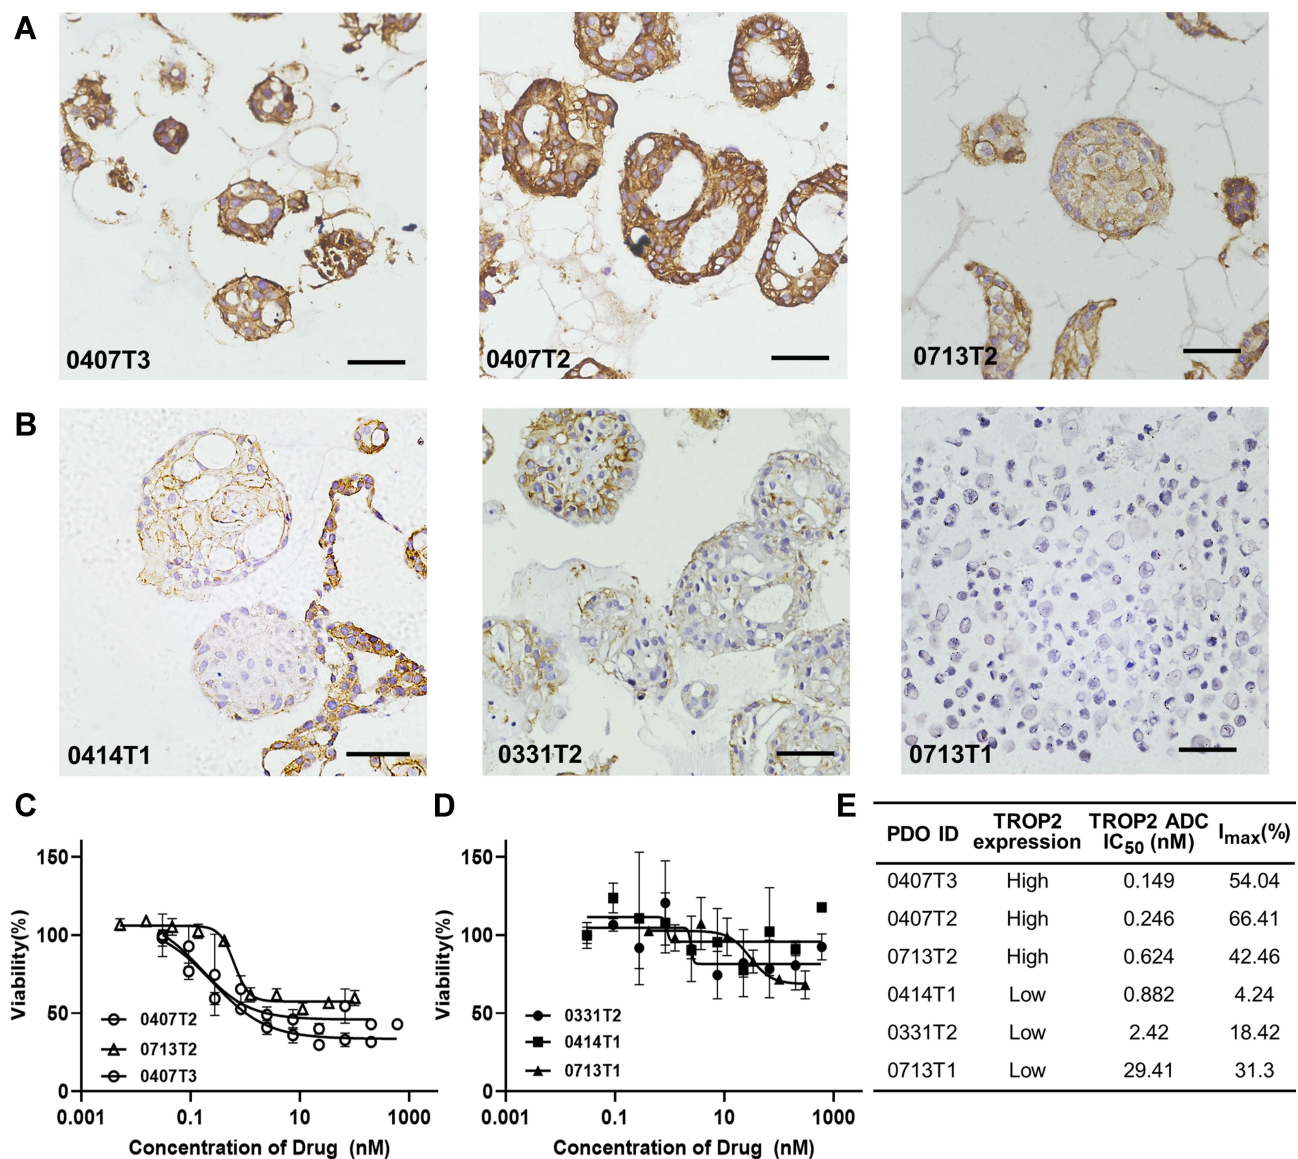 A
0407T3
0407T2
0713T2
B
0414T1
0331T2
0713T1
C
Viability(%)
150
100
50
0
0407T2
0713T2
0407T3
0.001
0.1
10
1000
Concentration of Drug (nM)
D
Viability(%)
150
100
50
0
0331T2
0414T1
0713T1
0.001
0.1
10
1000
Concentration of Drug (nM)
E
PDO ID TROP2 expression TROP2 ADC IC50 (nM) Imax(%)
0407T3 High 0.149 54.04
0407T2 High 0.246 66.41
0713T2 High 0.624 42.46
0414T1 Low 0.882 4.24
0331T2 Low 2.42 18.42
0713T1 Low 29.41 31.3